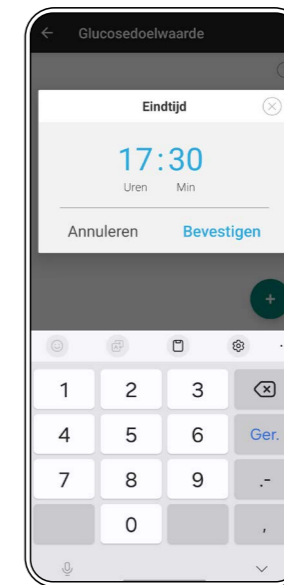 Glucosedoelwaarde
Eindtijd
17:30
Uren Min
Annuleren Bevestigen
+
1 2 3
4 5 6 Ger.
7 8 9 .-
0 ,